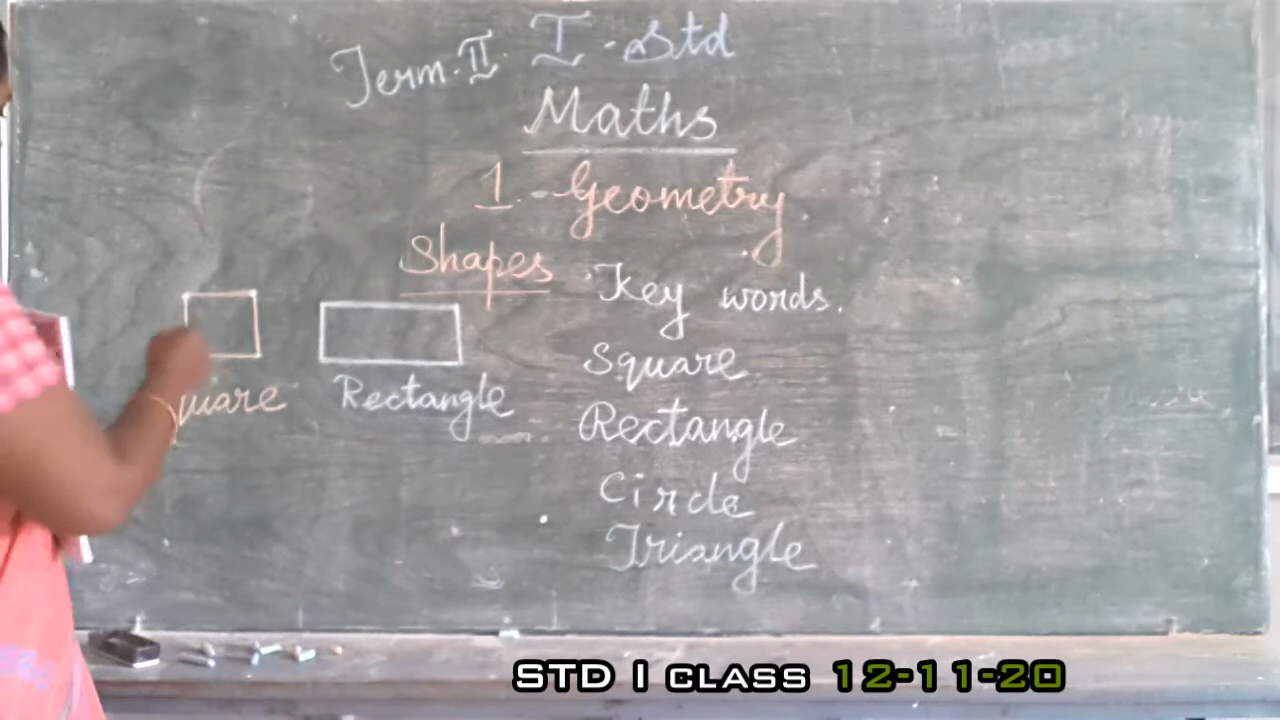 Term. II. I - Std
Maths
1. Geometry.
Shapes
Key words.
Square
uare Rectangle
Rectangle
Circle
Triangle
STD I CLASS 12-11-20